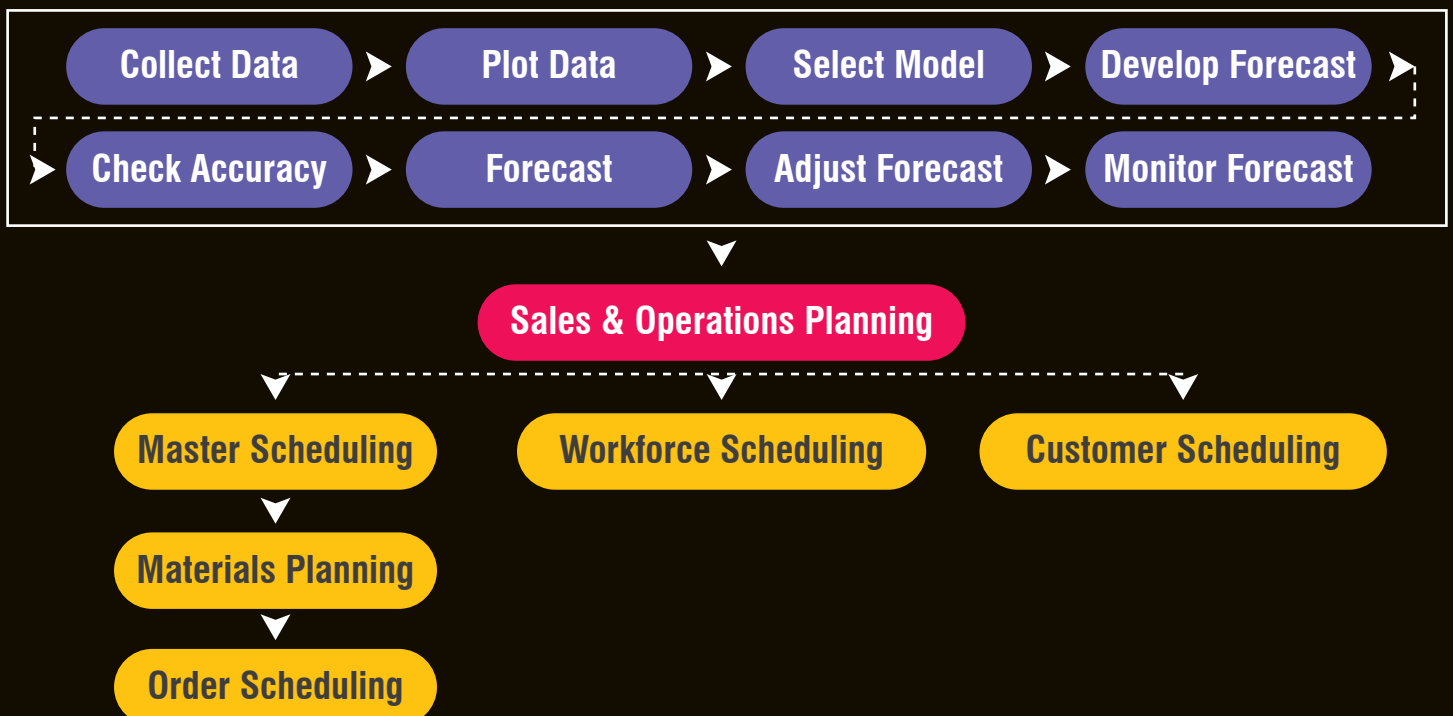 Collect Data
Plot Data
Select Model
Develop Forecast
Check Accuracy
Forecast
Adjust Forecast
Monitor Forecast
Sales & Operations Planning
Master Scheduling
Workforce Scheduling
Customer Scheduling
Materials Planning
Order Scheduling